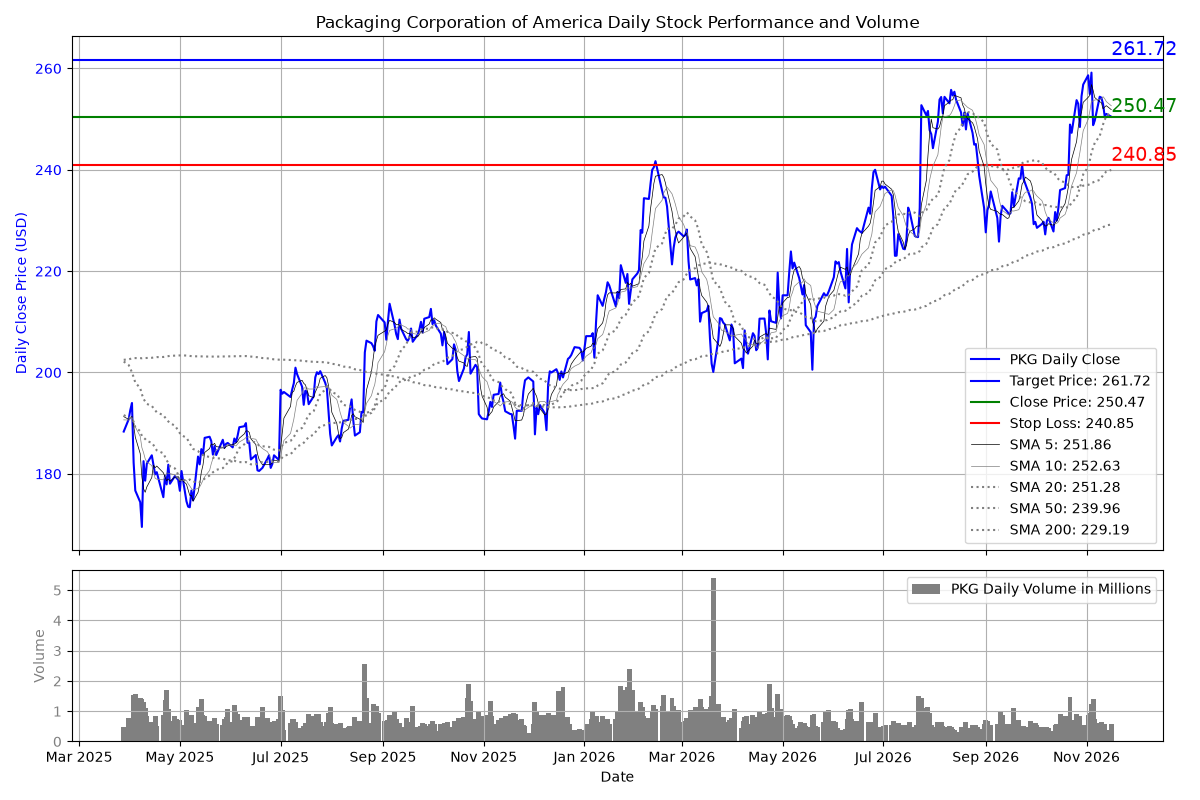 Packaging Corporation of America Daily Stock Performance and Volume
Daily Close Price (USD)
260
240
220
200
180
261.72
250.47
240.85
PKG Daily Close
Target Price: 261.72
Close Price: 250.47
Stop Loss: 240.85
SMA 5: 251.86
SMA 10: 252.63
SMA 20: 251.28
SMA 50: 239.96
SMA 200: 229.19
Volume
5
4
3
2
1
0
PKG Daily Volume in Millions
Mar 2025 May 2025 Jul 2025 Sep 2025 Nov 2025 Jan 2026 Mar 2026 May 2026 Jul 2026 Sep 2026 Nov 2026
Date